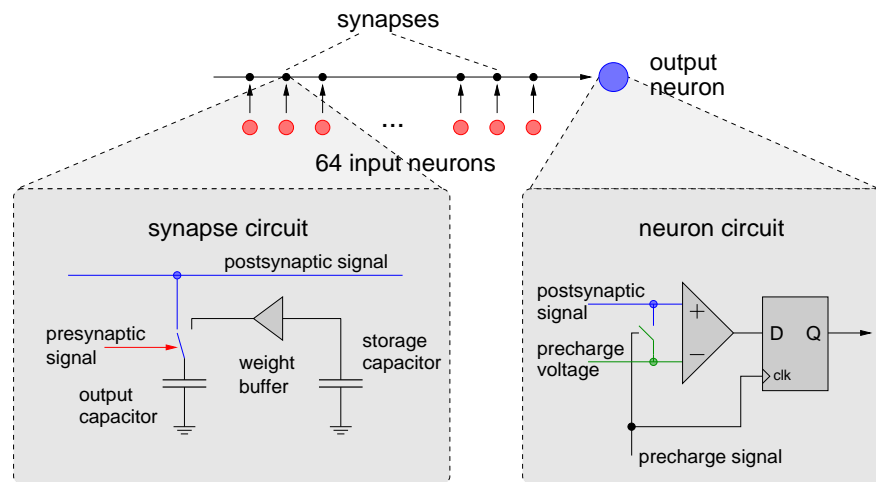 synapses
output
neuron
...
64 input neurons
synapse circuit
postsynaptic signal
presynaptic
signal
weight
buffer
storage
capacitor
output
capacitor
neuron circuit
postsynaptic
signal
precharge
voltage
+
−
D Q
clk
precharge signal